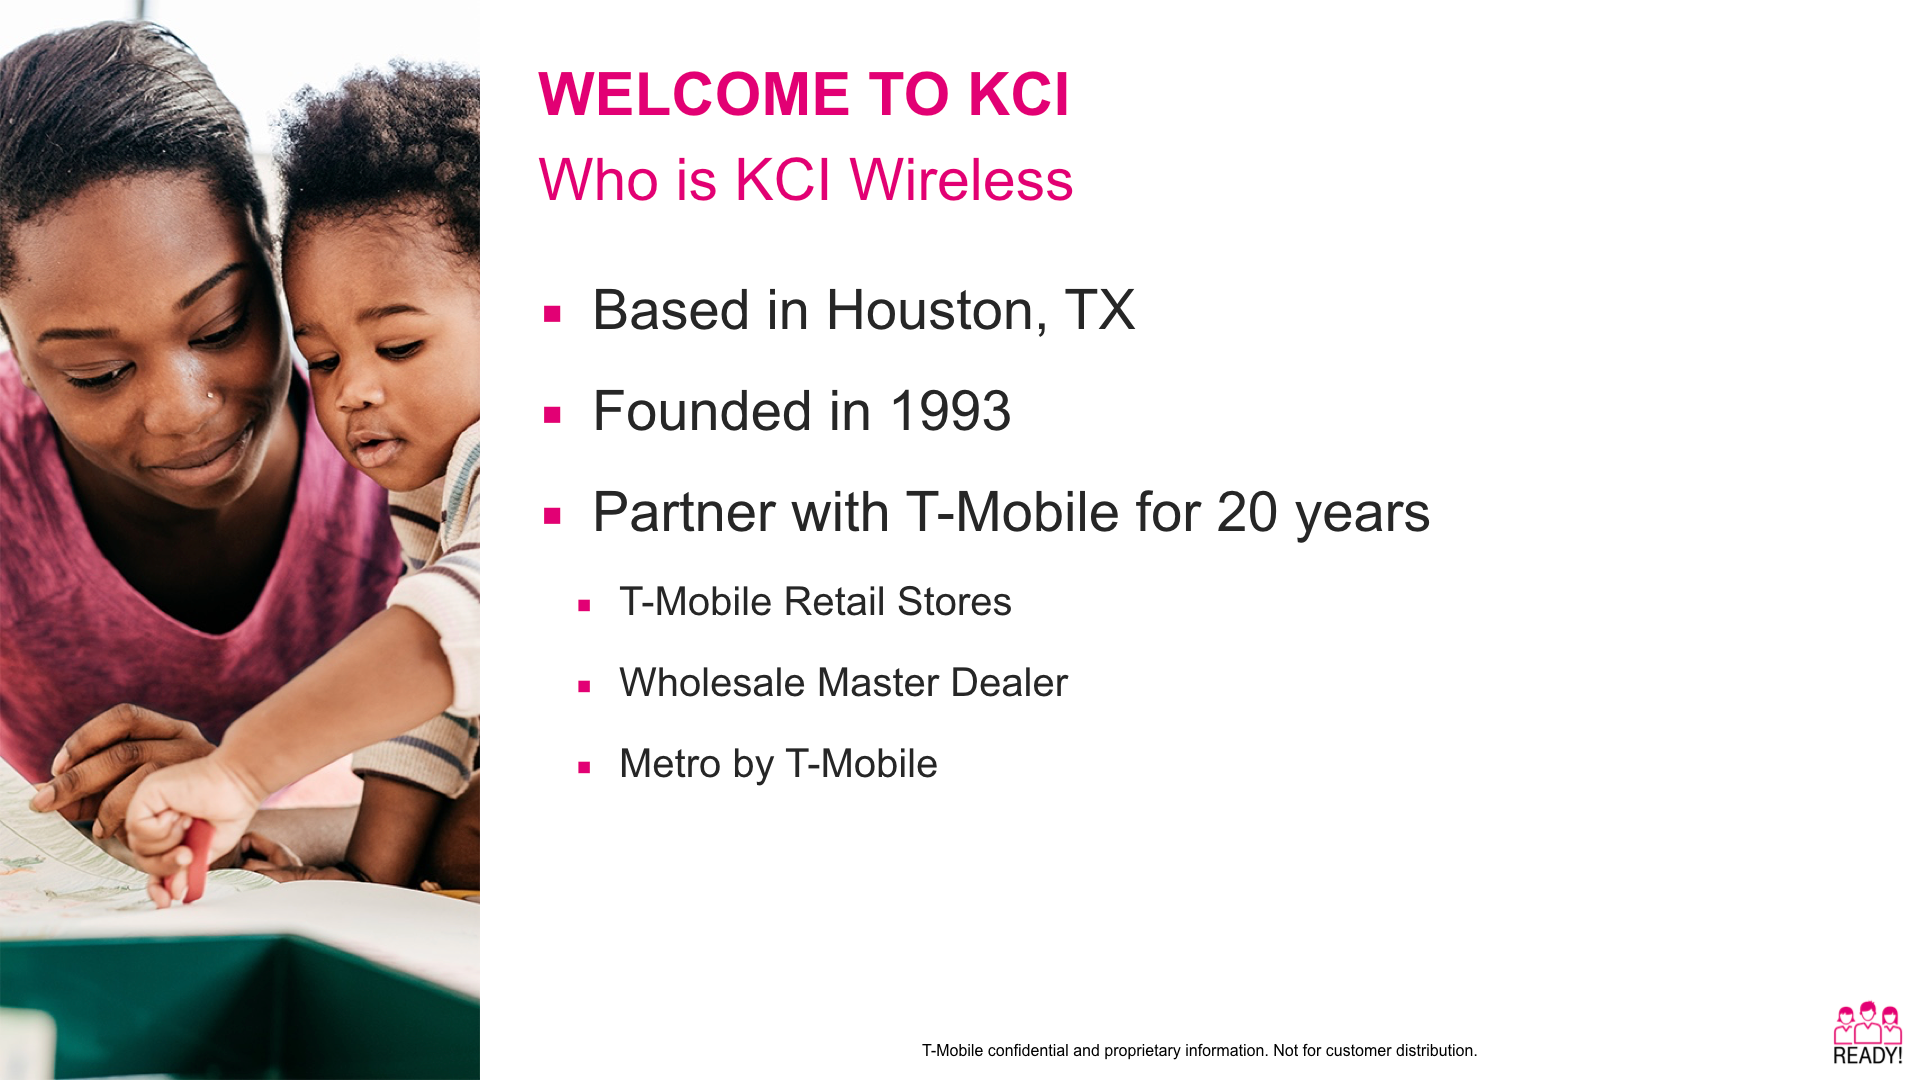 WELCOME TO KCI
Who is KCI Wireless
Based in Houston, TX
Founded in 1993
Partner with T-Mobile for 20 years
T-Mobile Retail Stores
Wholesale Master Dealer
Metro by T-Mobile
T-Mobile confidential and proprietary information. Not for customer distribution.
READY!